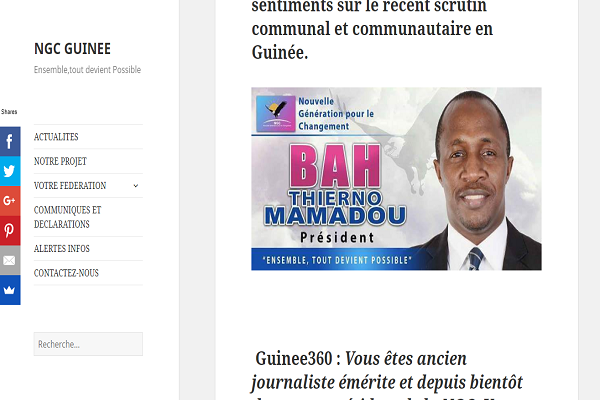 NGC GUINEE
Ensemble,tout devient Possible
Shares
ACTUALITES
NOTRE PROJET
VOTRE FEDERATION
COMMUNIQUES ET
DECLARATIONS
ALERTES INFOS
CONTACTEZ-NOUS
Recherche...
sentiments sur le récent scrutin
communal et communautaire en
Guinée.
Nouvelle
Génération pour le
Changement
BAH
THIERNO
MAMADOU
Président
"ENSEMBLE, TOUT DEVIENT POSSIBLE"
Guinee360 : Vous êtes ancien
journaliste émérite et depuis bientôt